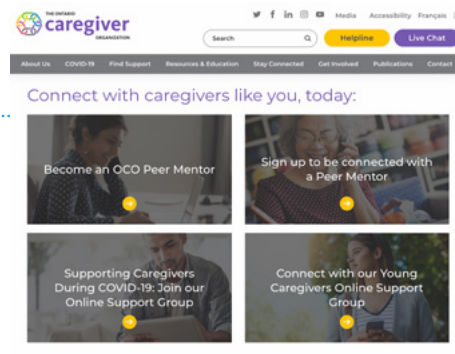 THE ONTARIO
caregiver
ORGANIZATION
Media Accessibility Français
Search
Helpline
Live Chat
About Us COVID-19 Find Support Resources & Education Stay Connected Get Involved Publications Contact
Connect with caregivers like you, today:
Become an OCO Peer Mentor
Sign up to be connected with
a Peer Mentor
Supporting Caregivers
During COVID-19: Join our
Online Support Group
Connect with our Young
Caregivers Online Support
Group